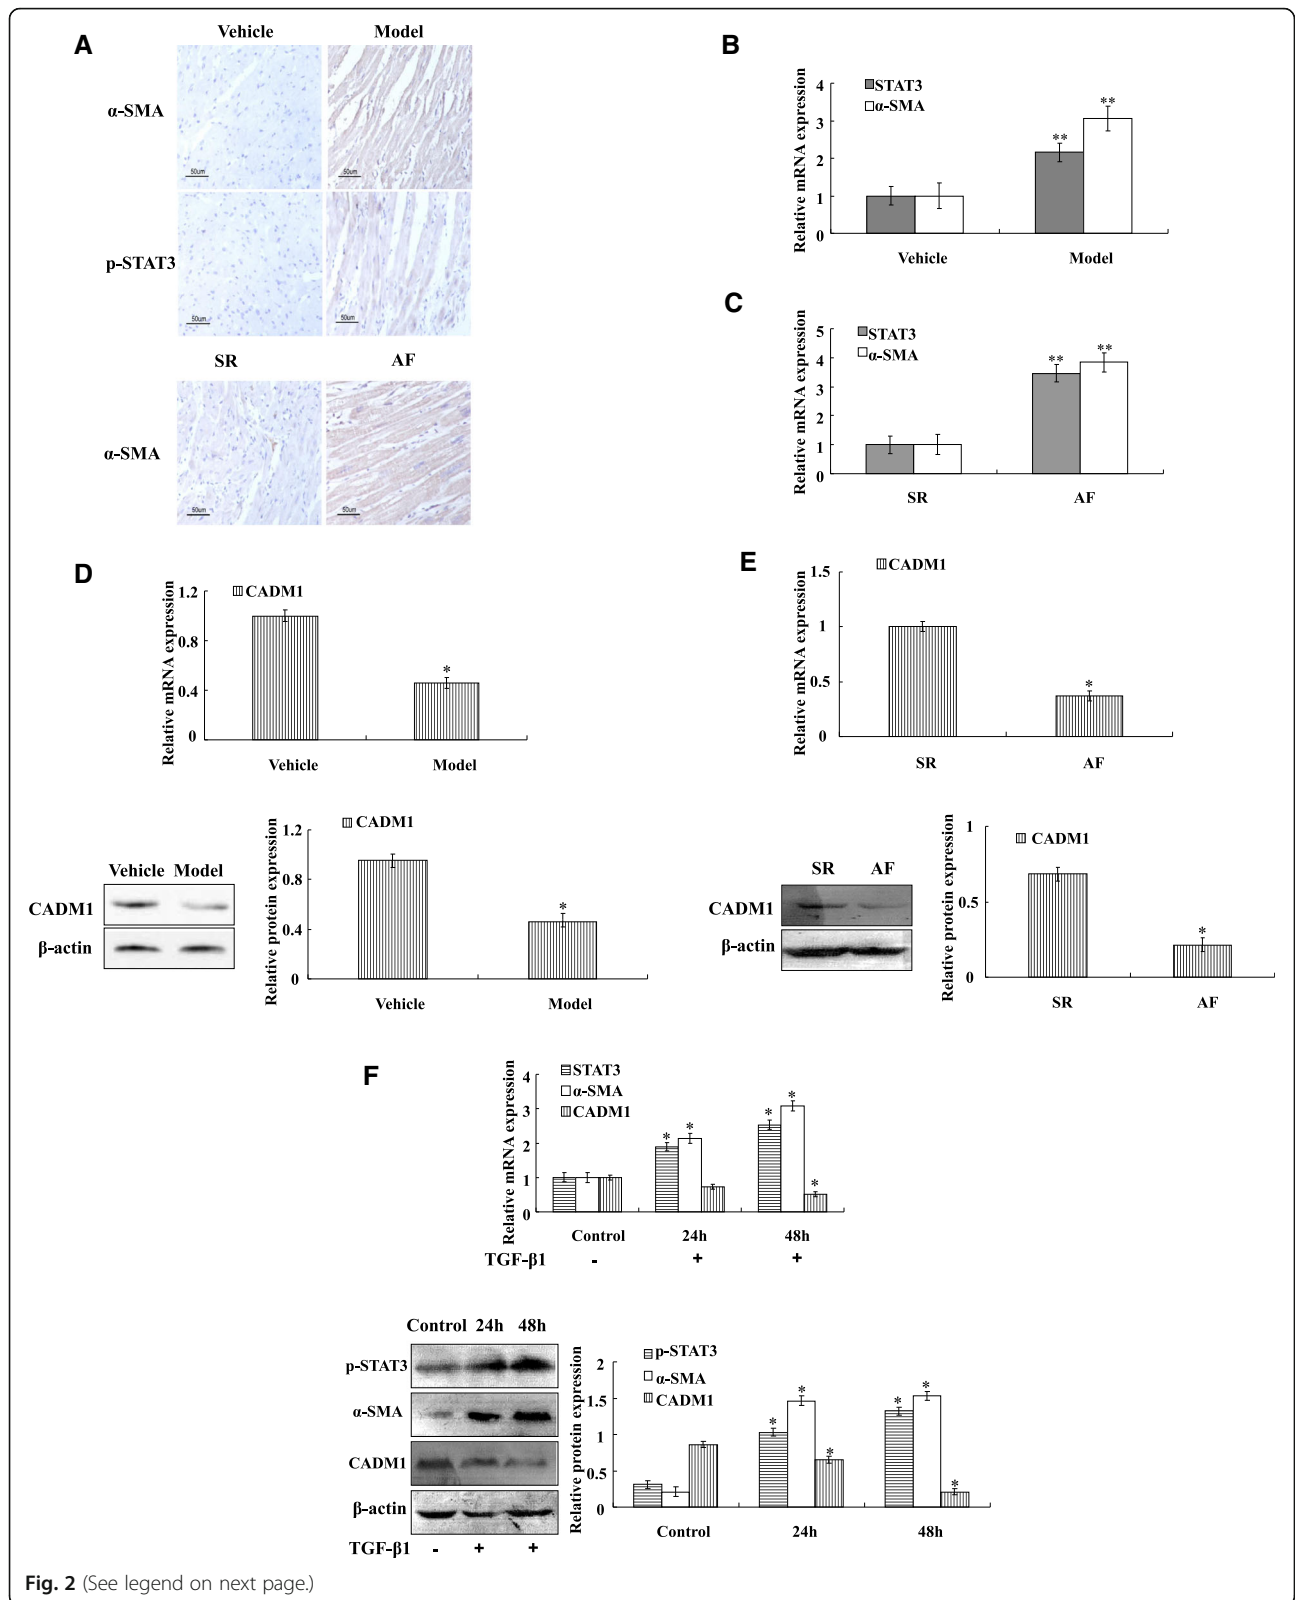 A
Vehicle
Model
α-SMA
50um
50um
p-STAT3
50um
50um
SR
AF
α-SMA
50um
50um
B
Relative mRNA expression
STAT3
α-SMA
4
3
2
1
0
**
**
Vehicle
Model
C
Relative mRNA expression
STAT3
α-SMA
5
4
3
2
1
0
**
**
SR
AF
D
Relative mRNA expression
CADM1
1.2
0.8
0.4
0
*
Vehicle
Model
Vehicle Model
CADM1
β-actin
Relative protein expression
CADM1
1.2
0.8
0.4
0
*
Vehicle
Model
E
Relative mRNA expression
CADM1
1.5
1
0.5
0
*
SR
AF
SR AF
CADM1
β-actin
Relative protein expression
CADM1
1
0.5
0
*
SR
AF
F
Relative mRNA expression
STAT3
α-SMA
CADM1
4
3
2
1
0
* *
* * *
Control 24h 48h
TGF-β1 - + +
Control 24h 48h
p-STAT3
α-SMA
CADM1
β-actin
TGF-β1 - + +
Relative protein expression
p-STAT3
α-SMA
CADM1
2
1.5
1
0.5
0
* * *
* * *
Control 24h 48h
Fig. 2 (See legend on next page.)